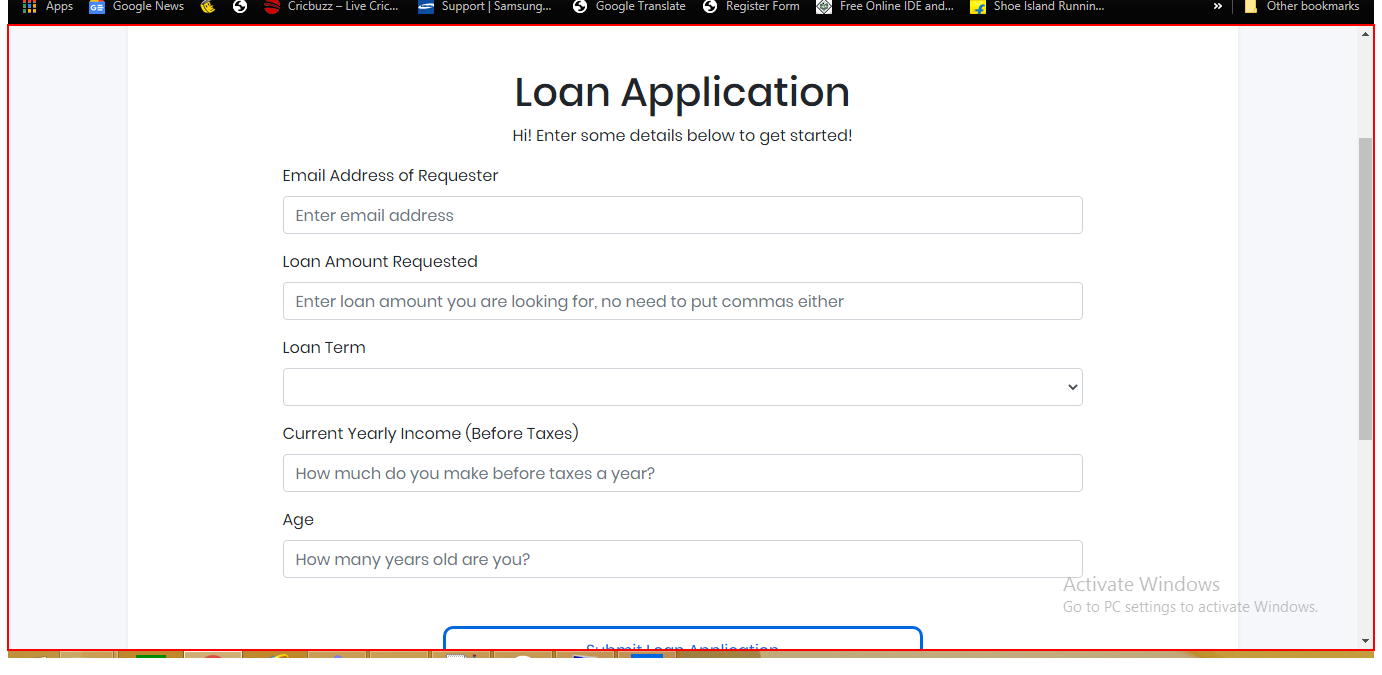 Apps Google News Cricbuzz – Live Cric... Support | Samsung... Google Translate Register Form Free Online IDE and... Shoe Island Runnin... » Other bookmarks
Loan Application
Hi! Enter some details below to get started!
Email Address of Requester
Enter email address
Loan Amount Requested
Enter loan amount you are looking for, no need to put commas either
Loan Term
Current Yearly Income (Before Taxes)
How much do you make before taxes a year?
Age
How many years old are you?
Activate Windows
Go to PC settings to activate Windows.
Submit Loan Application